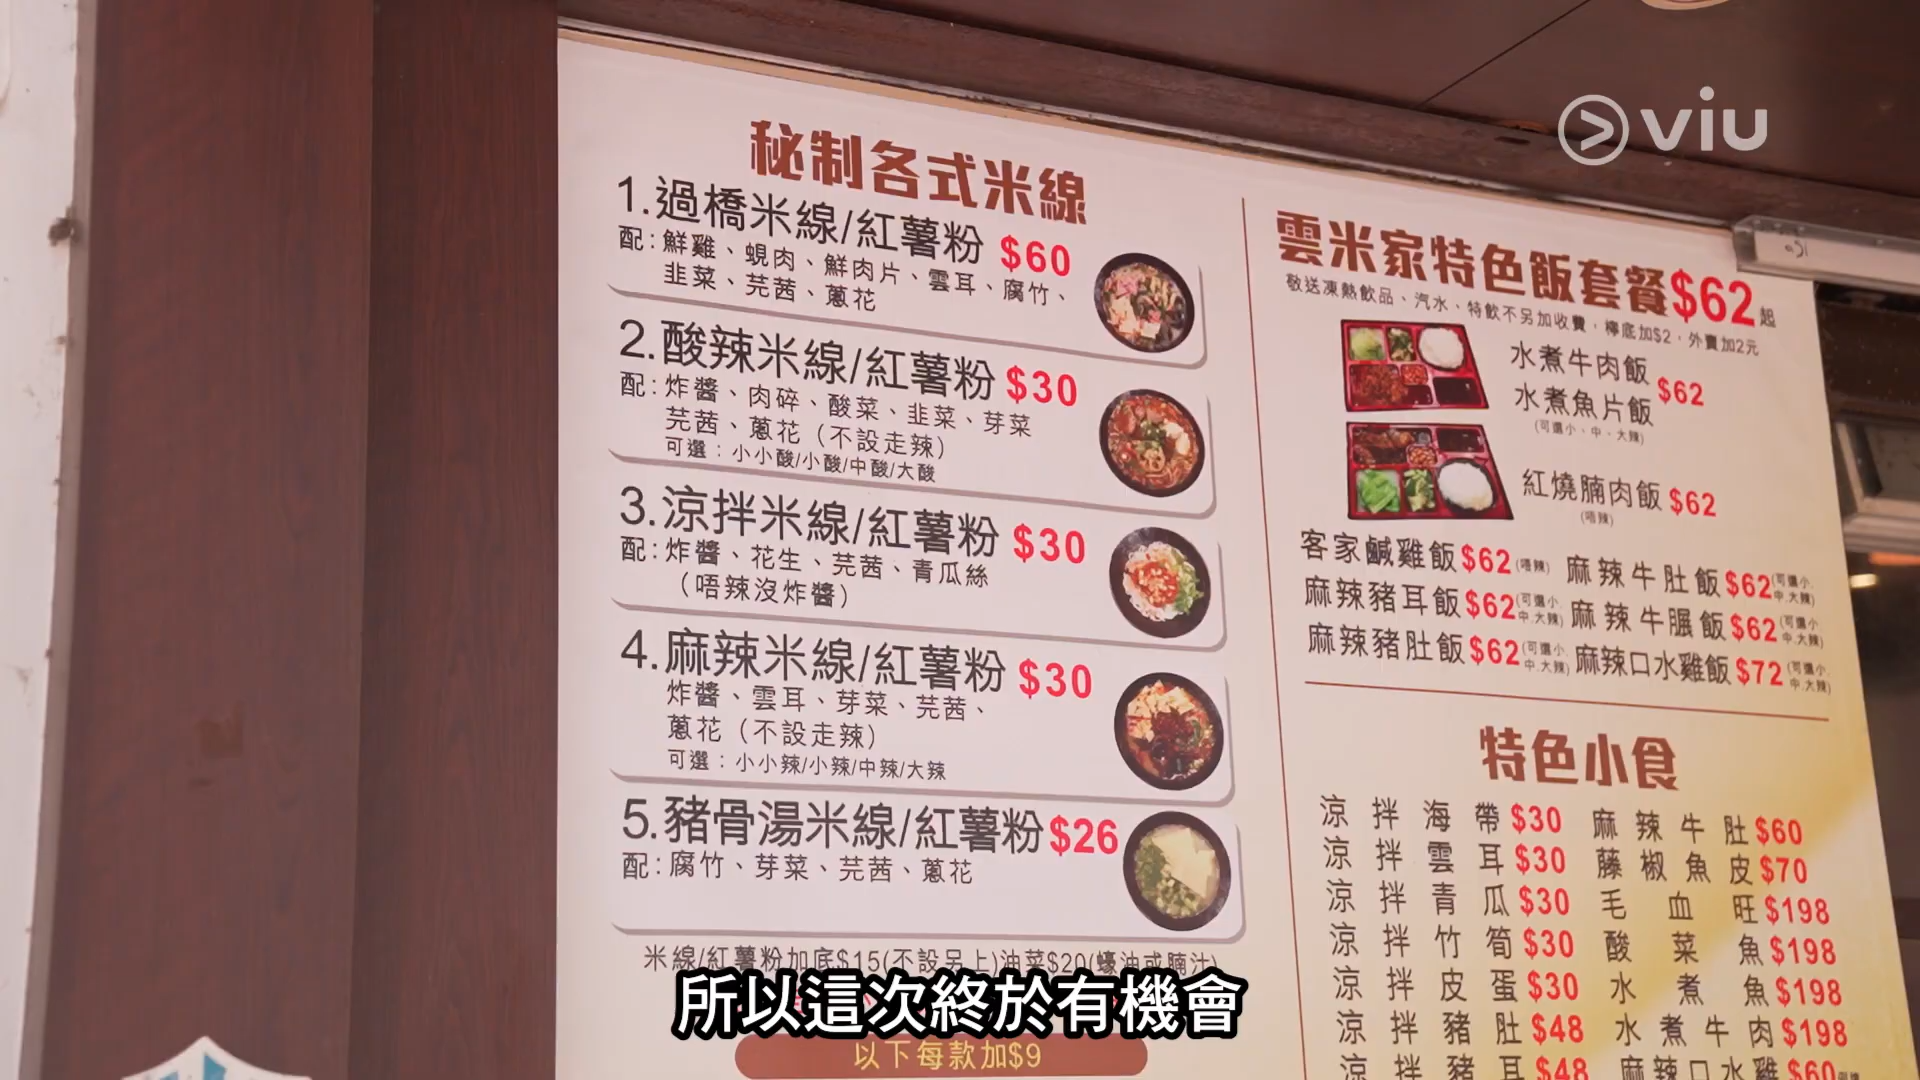 viu
秘制各式米線
1.過橋米線/紅薯粉 $60
配:鮮雞、蜆肉、鮮肉片、雲耳、腐竹、
韭菜、芫茜、蔥花
2.酸辣米線/紅薯粉 $30
配:炸醬、肉碎、酸菜、韭菜、芽菜
芫茜、蔥花（不設走辣）
可選：小小酸/小酸/中酸/大酸
3.涼拌米線/紅薯粉 $30
配:炸醬、花生、芫茜、青瓜絲
（唔辣沒炸醬）
4.麻辣米線/紅薯粉 $30
炸醬、雲耳、芽菜、芫茜、
蔥花（不設走辣）
可選：小小辣/小辣/中辣/大辣
5.豬骨湯米線/紅薯粉 $26
配:腐竹、芽菜、芫茜、蔥花
米線/紅薯粉加底$15(不設另上)油菜$20(蠔油或腩汁)
以下每款加$9
雲米家特色飯套餐$62起
敬送凍熱飲品、汽水、特飲不另加收費，檸底加$2，外賣加2元
水煮牛肉飯
水煮魚片飯 $62
(可選小、中、大辣)
紅燒腩肉飯 $62
(唔辣)
客家鹹雞飯$62(唔辣) 麻辣牛肚飯$62(可選小.中.大辣)
麻辣豬耳飯$62(可選小.中.大辣) 麻辣牛𦟌飯$62(可選小.中.大辣)
麻辣豬肚飯$62(可選小.中.大辣) 麻辣口水雞飯$72(可選小.中.大辣)
特色小食
涼拌海帶$30 麻辣牛肚$60
涼拌雲耳$30 藤椒魚皮$70
涼拌青瓜$30 毛血旺$198
涼拌竹筍$30 酸菜魚$198
涼拌皮蛋$30 水煮魚$198
涼拌豬肚$48 水煮牛肉$198
涼拌豬耳$48 麻辣口水雞$60
所以這次終於有機會